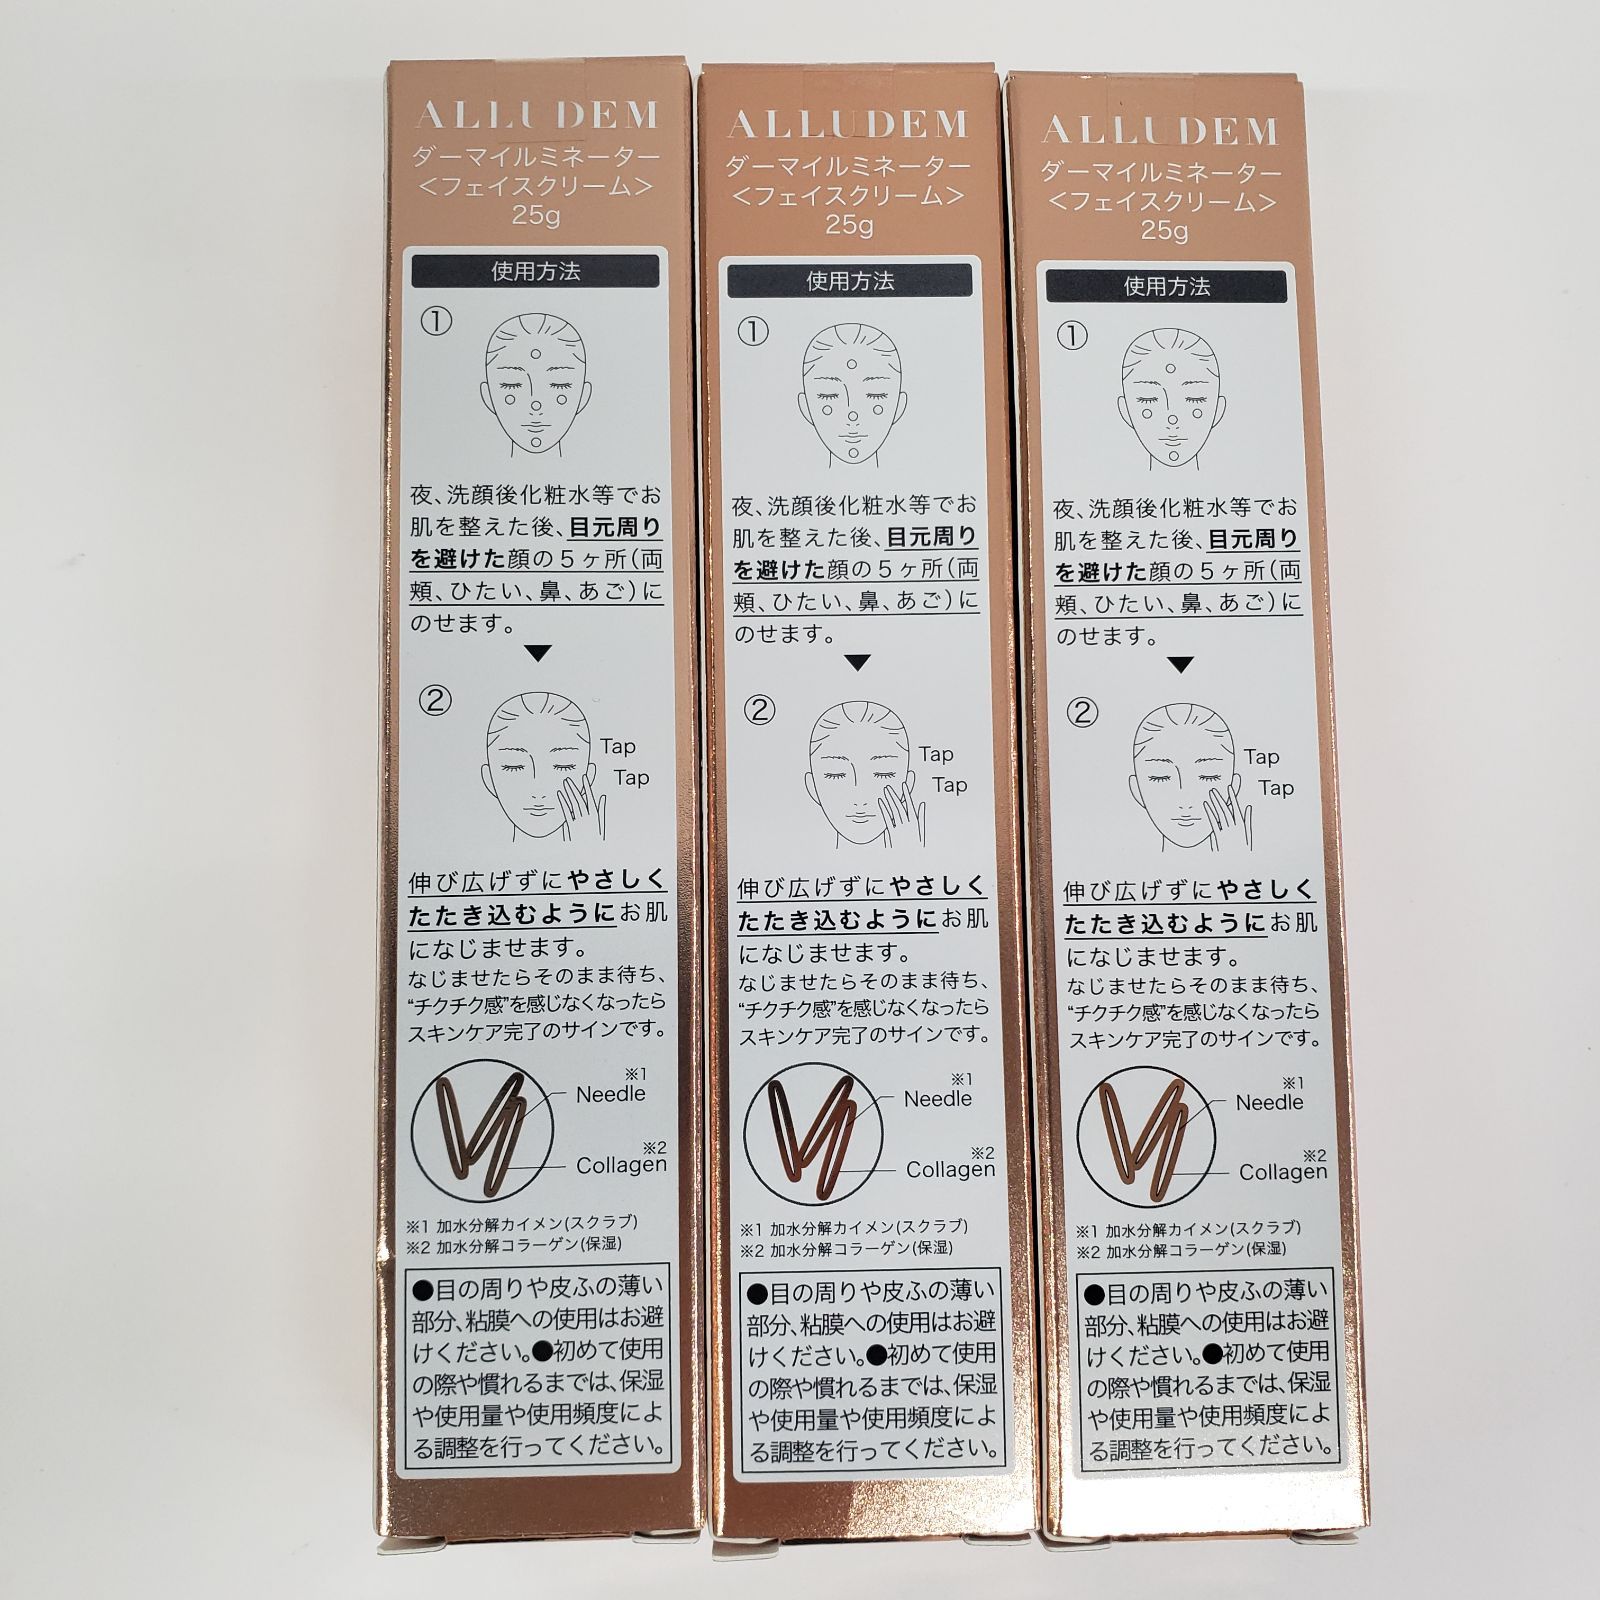 ALLUDEM
ダーマイルミネーター
<フェイスクリーム>
25g
使用方法
①
夜、洗顔後化粧水等でお
肌を整えた後、目元周り
を避けた顔の5ヶ所(両
頬、ひたい、鼻、あご)に
のせます。
②
Tap
Tap
伸び広げずにやさしく
たたき込むようにお肌
になじませます。
なじませたらそのまま待ち、
“チクチク感”を感じなくなったら
スキンケア完了のサインです。
※1
Needle
※2
Collagen
※1 加水分解カイメン(スクラブ)
※2 加水分解コラーゲン(保湿)
●目の周りや皮ふの薄い
部分、粘膜への使用はお避
けください。●初めて使用
の際や慣れるまでは、保湿
や使用量や使用頻度によ
る調整を行ってください。
ALLUDEM
ダーマイルミネーター
<フェイスクリーム>
25g
使用方法
①
夜、洗顔後化粧水等でお
肌を整えた後、目元周り
を避けた顔の5ヶ所(両
頬、ひたい、鼻、あご)に
のせます。
②
Tap
Tap
伸び広げずにやさしく
たたき込むようにお肌
になじませます。
なじませたらそのまま待ち、
“チクチク感”を感じなくなったら
スキンケア完了のサインです。
※1
Needle
※2
Collagen
※1 加水分解カイメン(スクラブ)
※2 加水分解コラーゲン(保湿)
●目の周りや皮ふの薄い
部分、粘膜への使用はお避
けください。●初めて使用
の際や慣れるまでは、保湿
や使用量や使用頻度によ
る調整を行ってください。
ALLUDEM
ダーマイルミネーター
<フェイスクリーム>
25g
使用方法
①
夜、洗顔後化粧水等でお
肌を整えた後、目元周り
を避けた顔の5ヶ所(両
頬、ひたい、鼻、あご)に
のせます。
②
Tap
Tap
伸び広げずにやさしく
たたき込むようにお肌
になじませます。
なじませたらそのまま待ち、
“チクチク感”を感じなくなったら
スキンケア完了のサインです。
※1
Needle
※2
Collagen
※1 加水分解カイメン(スクラブ)
※2 加水分解コラーゲン(保湿)
●目の周りや皮ふの薄い
部分、粘膜への使用はお避
けください。●初めて使用
の際や慣れるまでは、保湿
や使用量や使用頻度によ
る調整を行ってください。